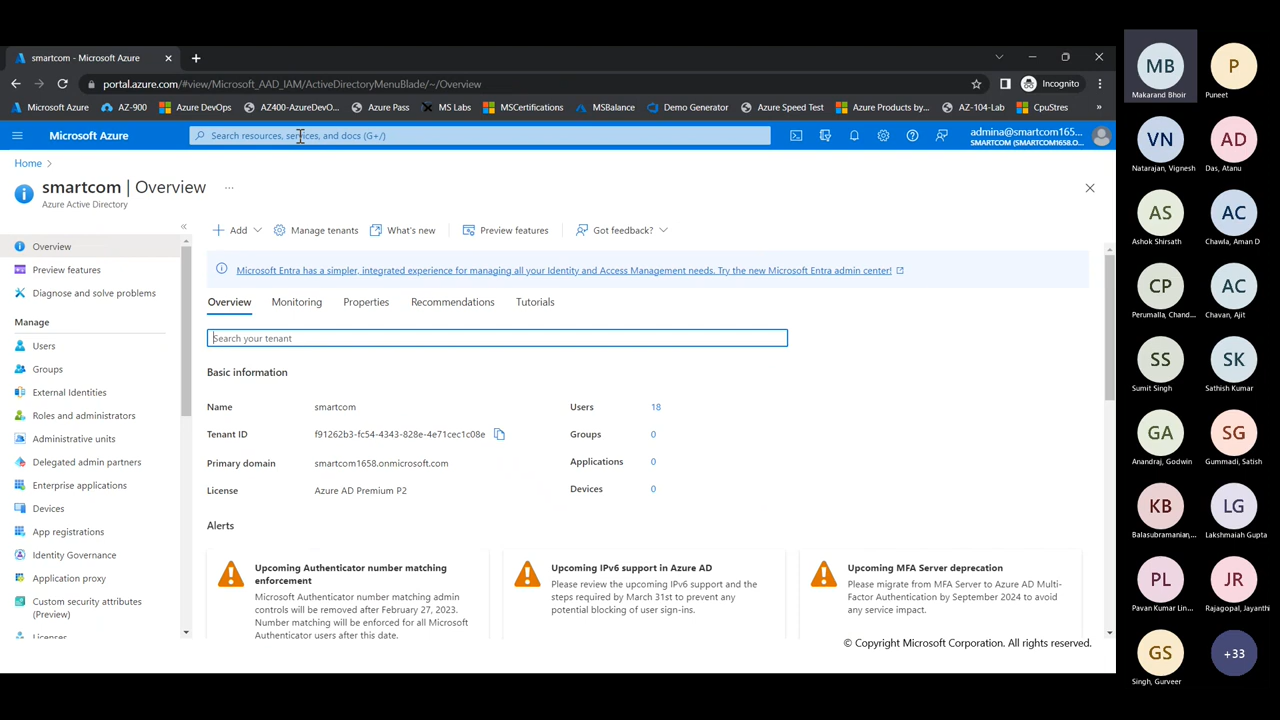 smartcom - Microsoft Azure
portal.azure.com/#view/Microsoft_AAD_IAM/ActiveDirectoryMenuBlade/~/Overview
Incognito
Microsoft Azure
AZ-900
Azure DevOps
AZ400-AzureDevO...
Azure Pass
MS Labs
MSCertifications
MSBalance
Demo Generator
Azure Speed Test
Azure Products by...
AZ-104-Lab
CpuStres
»
Microsoft Azure
Search resources, services, and docs (G+/)
admina@smartcom165...
SMARTCOM (SMARTCOM1658.O...
Home >
smartcom | Overview
...
Azure Active Directory
«
Overview
Preview features
Diagnose and solve problems
Manage
Users
Groups
External Identities
Roles and administrators
Administrative units
Delegated admin partners
Enterprise applications
Devices
App registrations
Identity Governance
Application proxy
Custom security attributes
(Preview)
Licenses
Add
Manage tenants
What's new
Preview features
Got feedback?
Microsoft Entra has a simpler, integrated experience for managing all your Identity and Access Management needs. Try the new Microsoft Entra admin center!
Overview
Monitoring
Properties
Recommendations
Tutorials
Search your tenant
Basic information
Name
smartcom
Users
18
Tenant ID
f91262b3-fc54-4343-828e-4e71cec1c08e
Groups
0
Primary domain
smartcom1658.onmicrosoft.com
Applications
0
License
Azure AD Premium P2
Devices
0
Alerts
Upcoming Authenticator number matching
enforcement
Microsoft Authenticator number matching admin
controls will be removed after February 27, 2023.
Number matching will be enforced for all Microsoft
Authenticator users after this date.
Upcoming IPv6 support in Azure AD
Please review the upcoming IPv6 support and the
steps required by March 31st to prevent any
potential blocking of user sign-ins.
Upcoming MFA Server deprecation
Please migrate from MFA Server to Azure AD Multi-
Factor Authentication by September 2024 to avoid
any service impact.
© Copyright Microsoft Corporation. All rights reserved.
MB
Makarand Bhoir
P
Puneet
VN
Natarajan, Vignesh
AD
Das, Atanu
AS
Ashok Shirsath
AC
Chawla, Aman D
CP
Perumalla, Chand...
AC
Chavan, Ajit
SS
Sumit Singh
SK
Sathish Kumar
GA
Anandraj, Godwin
SG
Gummadi, Satish
KB
Balasubramanian,...
LG
Lakshmaiah Gupta
PL
Pavan Kumar Lin...
JR
Rajagopal, Jayanthi
GS
Singh, Gurveer
+33